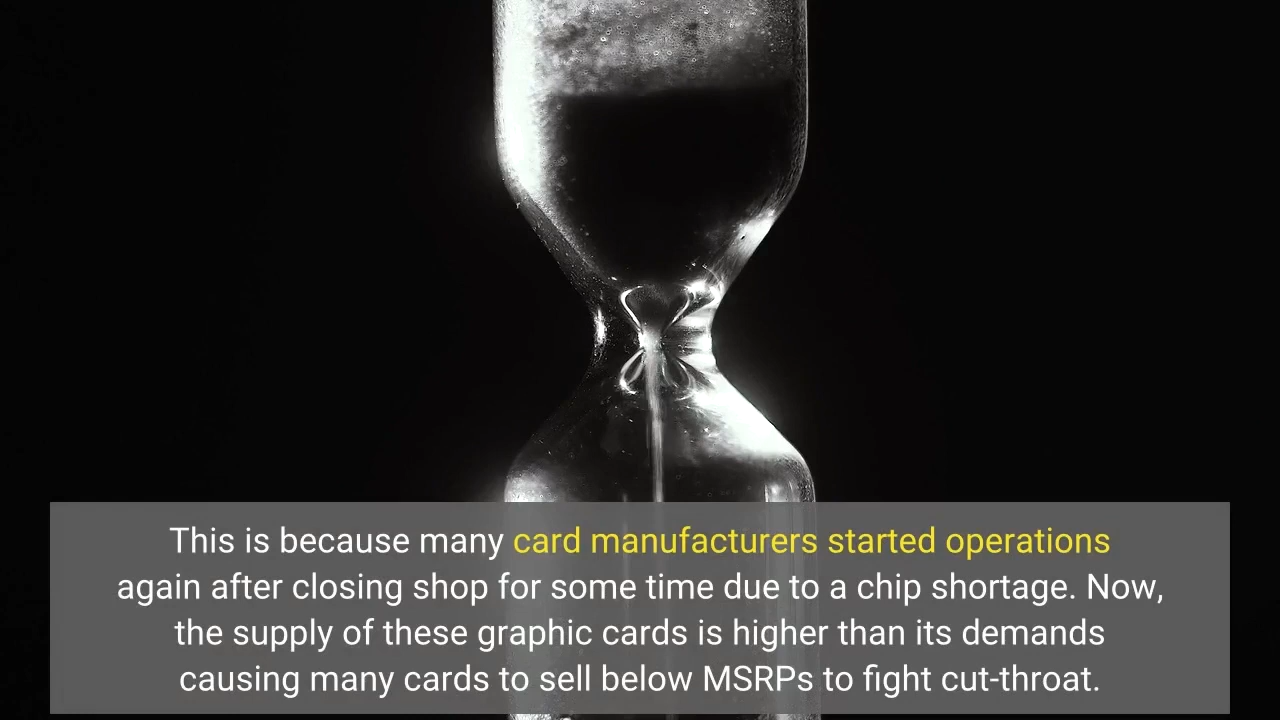 This is because many card manufacturers started operations
again after closing shop for some time due to a chip shortage. Now,
the supply of these graphic cards is higher than its demands
causing many cards to sell below MSRPs to fight cut-throat.